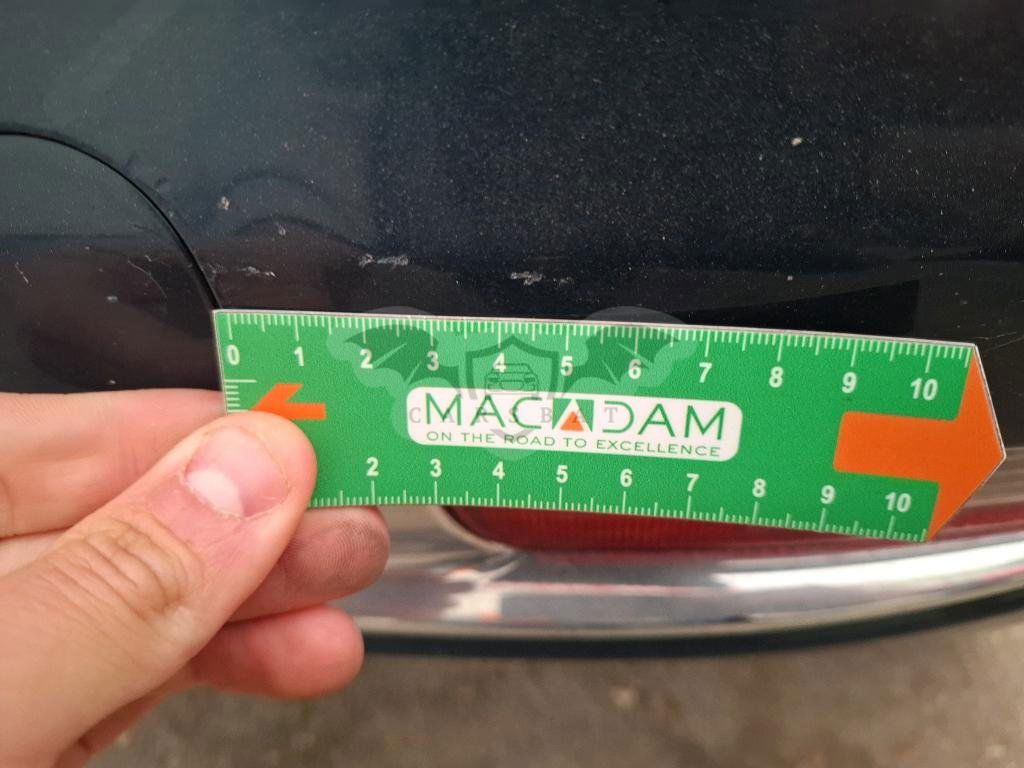 0 1 2 3 4 5 6 7 8 9 10
MACADAM
CARSBAT
ON THE ROAD TO EXCELLENCE
2 3 4 5 6 7 8 9 10